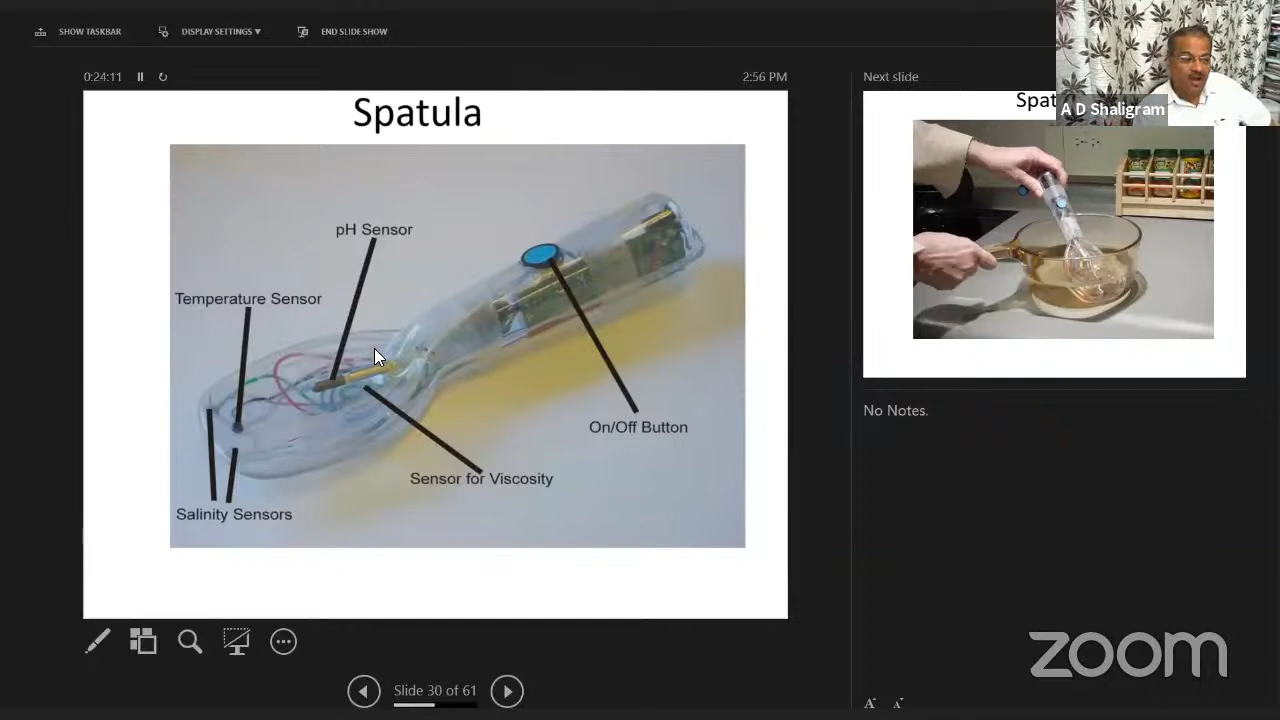 SHOW TASKBAR
DISPLAY SETTINGS ▼
END SLIDE SHOW
0:24:11
2:56 PM
Next slide
Spatula
Spat
A D Shaligram
pH Sensor
Temperature Sensor
On/Off Button
Sensor for Viscosity
Salinity Sensors
No Notes.
Slide 30 of 61
zoom
A
A